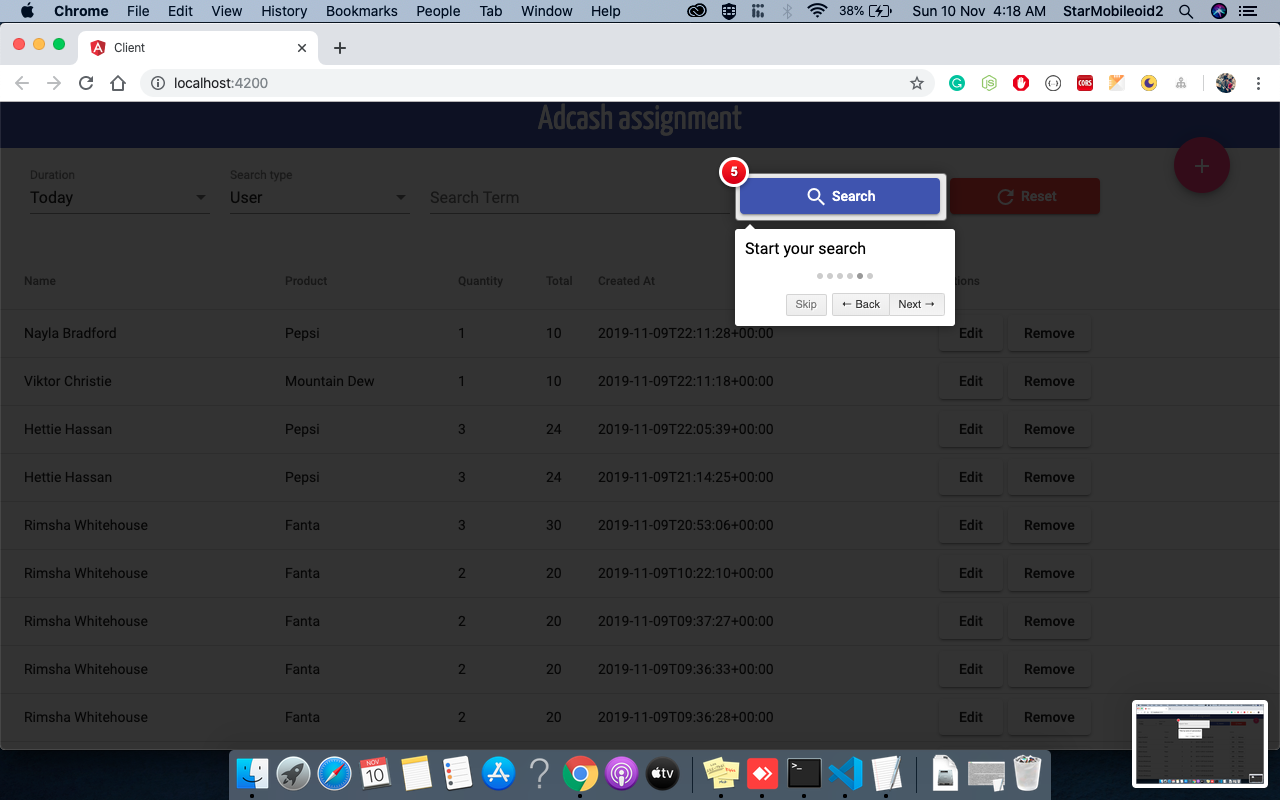 Chrome File Edit View History Bookmarks People Tab Window Help 38% Sun 10 Nov 4:18 AM StarMobileoid2
Client
localhost:4200
CORS
Adcash assignment
+
Duration Search type
Today User Search Term 5 Search Reset
Start your search
Skip ← Back Next →
Name Product Quantity Total Created At
Nayla Bradford Pepsi 1 10 2019-11-09T22:11:28+00:00 Edit Remove
Viktor Christie Mountain Dew 1 10 2019-11-09T22:11:18+00:00 Edit Remove
Hettie Hassan Pepsi 3 24 2019-11-09T22:05:39+00:00 Edit Remove
Hettie Hassan Pepsi 3 24 2019-11-09T21:14:25+00:00 Edit Remove
Rimsha Whitehouse Fanta 3 30 2019-11-09T20:53:06+00:00 Edit Remove
Rimsha Whitehouse Fanta 2 20 2019-11-09T10:22:10+00:00 Edit Remove
Rimsha Whitehouse Fanta 2 20 2019-11-09T09:37:27+00:00 Edit Remove
Rimsha Whitehouse Fanta 2 20 2019-11-09T09:36:33+00:00 Edit Remove
Rimsha Whitehouse Fanta 2 20 2019-11-09T09:36:28+00:00 Edit Remove
NOV
10
tv